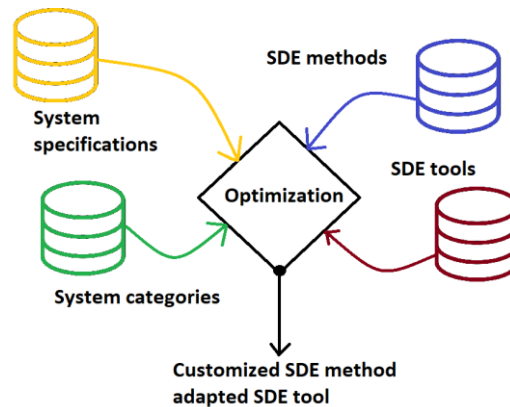 SDE methods
System
specifications
SDE tools
Optimization
System categories
Customized SDE method
adapted SDE tool